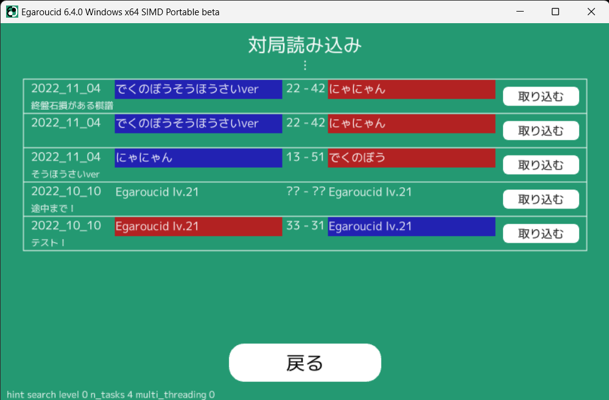 Egaroucid 6.4.0 Windows x64 SIMD Portable beta
対局読み込み
⋮
2022_11_04 でくのぼうそうほうさいver 22 - 42 にゃにゃん 取り込む
終盤石損がある棋譜
2022_11_04 でくのぼうそうほうさいver 22 - 42 にゃにゃん 取り込む
2022_11_04 にゃにゃん 13 - 51 でくのぼう 取り込む
そうほうさいver
2022_10_10 Egaroucid lv.21 ?? - ?? Egaroucid lv.21 取り込む
途中まで！
2022_10_10 Egaroucid lv.21 33 - 31 Egaroucid lv.21 取り込む
テスト！
戻る
hint search level 0 n_tasks 4 multi_threading 0